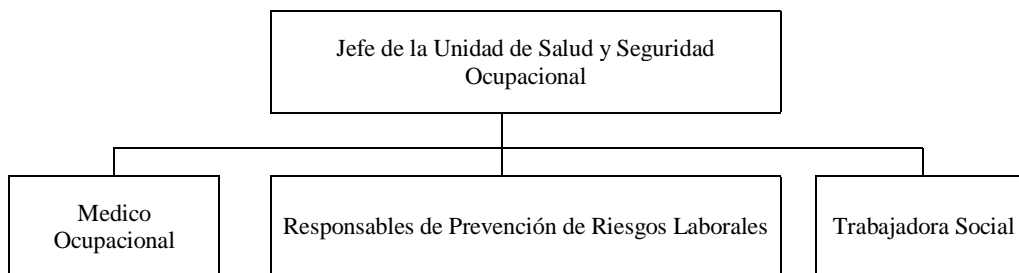 Jefe de la Unidad de Salud y Seguridad
Ocupacional
Medico
Ocupacional
Responsables de Prevención de Riesgos Laborales
Trabajadora Social